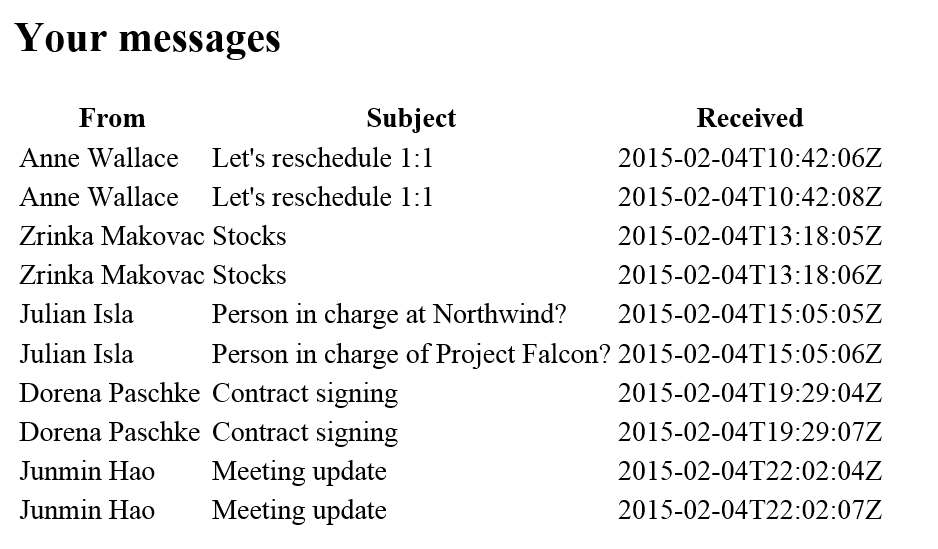 Your messages
From Subject Received
Anne Wallace Let's reschedule 1:1 2015-02-04T10:42:06Z
Anne Wallace Let's reschedule 1:1 2015-02-04T10:42:08Z
Zrinka Makovac Stocks 2015-02-04T13:18:05Z
Zrinka Makovac Stocks 2015-02-04T13:18:06Z
Julian Isla Person in charge at Northwind? 2015-02-04T15:05:05Z
Julian Isla Person in charge of Project Falcon? 2015-02-04T15:05:06Z
Dorena Paschke Contract signing 2015-02-04T19:29:04Z
Dorena Paschke Contract signing 2015-02-04T19:29:07Z
Junmin Hao Meeting update 2015-02-04T22:02:04Z
Junmin Hao Meeting update 2015-02-04T22:02:07Z